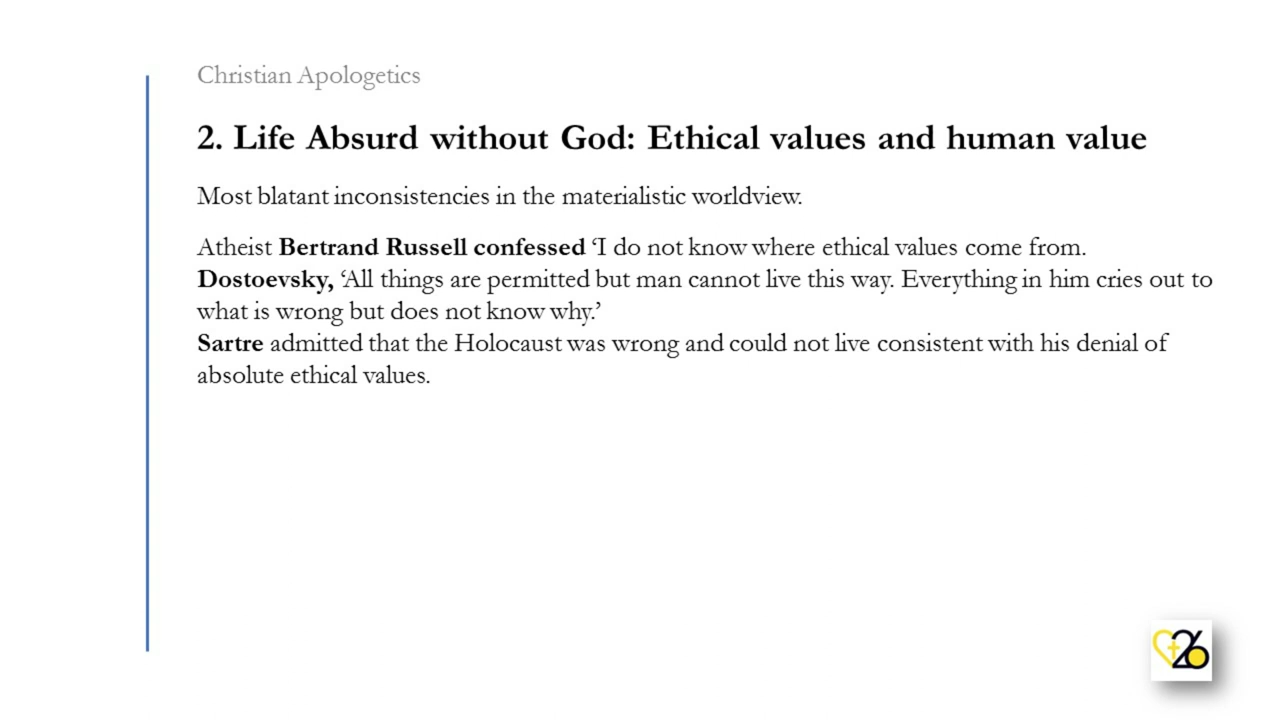 Christian Apologetics
2. Life Absurd without God: Ethical values and human value
Most blatant inconsistencies in the materialistic worldview.
Atheist Bertrand Russell confessed ‘I do not know where ethical values come from.
Dostoevsky, ‘All things are permitted but man cannot live this way. Everything in him cries out to
what is wrong but does not know why.’
Sartre admitted that the Holocaust was wrong and could not live consistent with his denial of
absolute ethical values.
26